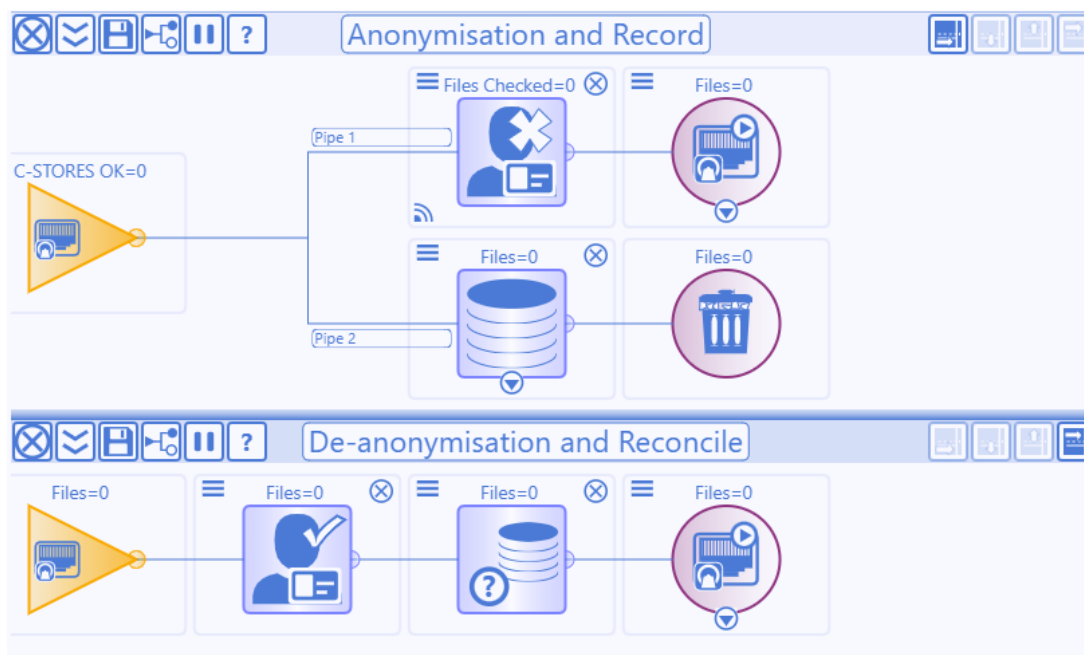 ?
Anonymisation and Record
Files Checked=0
Files=0
Pipe 1
C-STORES OK=0
Files=0
Files=0
Pipe 2
?
De-anonymisation and Reconcile
Files=0
Files=0
Files=0
Files=0
?